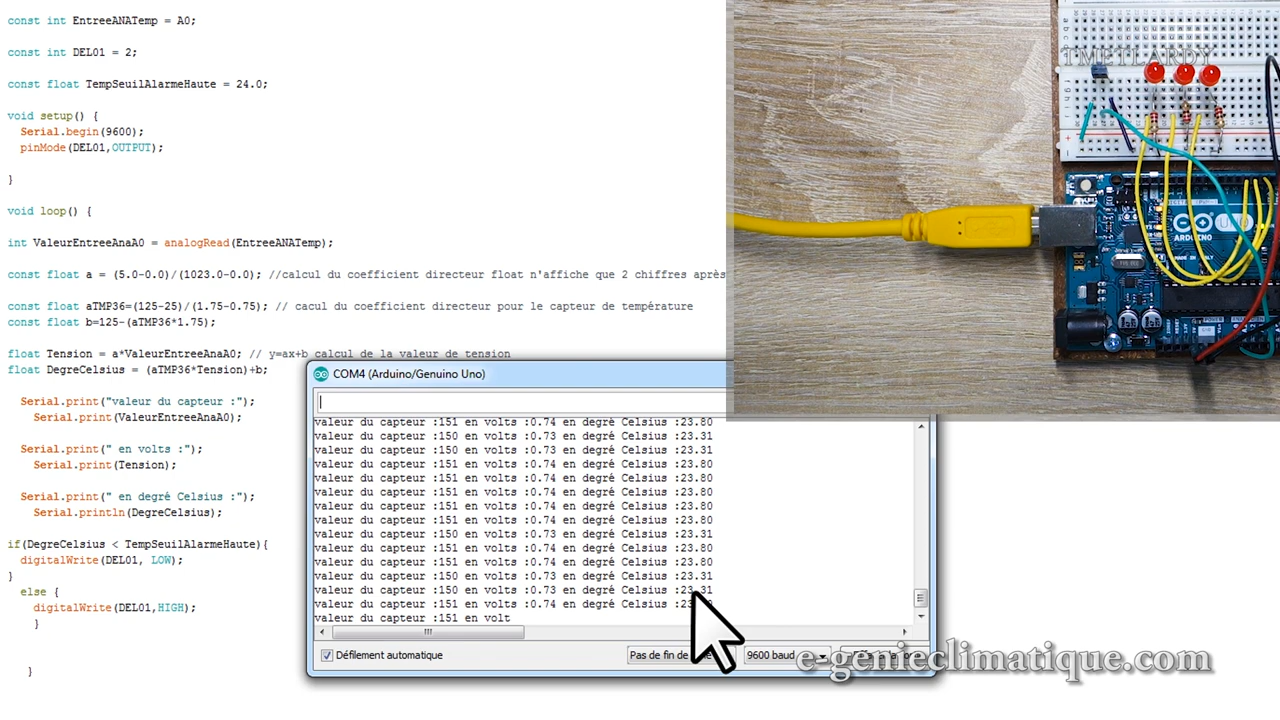 const int EntreeANATemp = A0;
const int DEL01 = 2;
const float TempSeuilAlarmeHaute = 24.0;
void setup() {
Serial.begin(9600);
pinMode(DEL01,OUTPUT);
}
void loop() {
int ValeurEntreeAnaA0 = analogRead(EntreeANATemp);
const float a = (5.0-0.0)/(1023.0-0.0); //calcul du coefficient directeur float n'affiche que 2 chiffres après
const float aTMP36=(125-25)/(1.75-0.75); // cacul du coefficient directeur pour le capteur de température
const float b=125-(aTMP36*1.75);
float Tension = a*ValeurEntreeAnaA0; // y=ax+b calcul de la valeur de tension
float DegreCelsius = (aTMP36*Tension)+b;
Serial.print("valeur du capteur :");
Serial.print(ValeurEntreeAnaA0);
Serial.print(" en volts :");
Serial.print(Tension);
Serial.print(" en degré Celsius :");
Serial.println(DegreCelsius);
if(DegreCelsius < TempSeuilAlarmeHaute){
digitalWrite(DEL01, LOW);
}
else {
digitalWrite(DEL01,HIGH);
}
}
COM4 (Arduino/Genuino Uno)
valeur du capteur :151 en volts :0.74 en degré Celsius :23.80
valeur du capteur :150 en volts :0.73 en degré Celsius :23.31
valeur du capteur :150 en volts :0.73 en degré Celsius :23.31
valeur du capteur :151 en volts :0.74 en degré Celsius :23.80
valeur du capteur :151 en volts :0.74 en degré Celsius :23.80
valeur du capteur :151 en volts :0.74 en degré Celsius :23.80
valeur du capteur :151 en volts :0.74 en degré Celsius :23.80
valeur du capteur :151 en volts :0.74 en degré Celsius :23.80
valeur du capteur :150 en volts :0.73 en degré Celsius :23.31
valeur du capteur :151 en volts :0.74 en degré Celsius :23.80
valeur du capteur :151 en volts :0.74 en degré Celsius :23.80
valeur du capteur :150 en volts :0.73 en degré Celsius :23.31
valeur du capteur :150 en volts :0.73 en degré Celsius :23.31
valeur du capteur :151 en volts :0.74 en degré Celsius
valeur du capteur :151 en volt
Défilement automatique
Pas de fin de
9600 baud
e-genieclimatique.com
UNO
ARDUINO
MADE IN ITALY